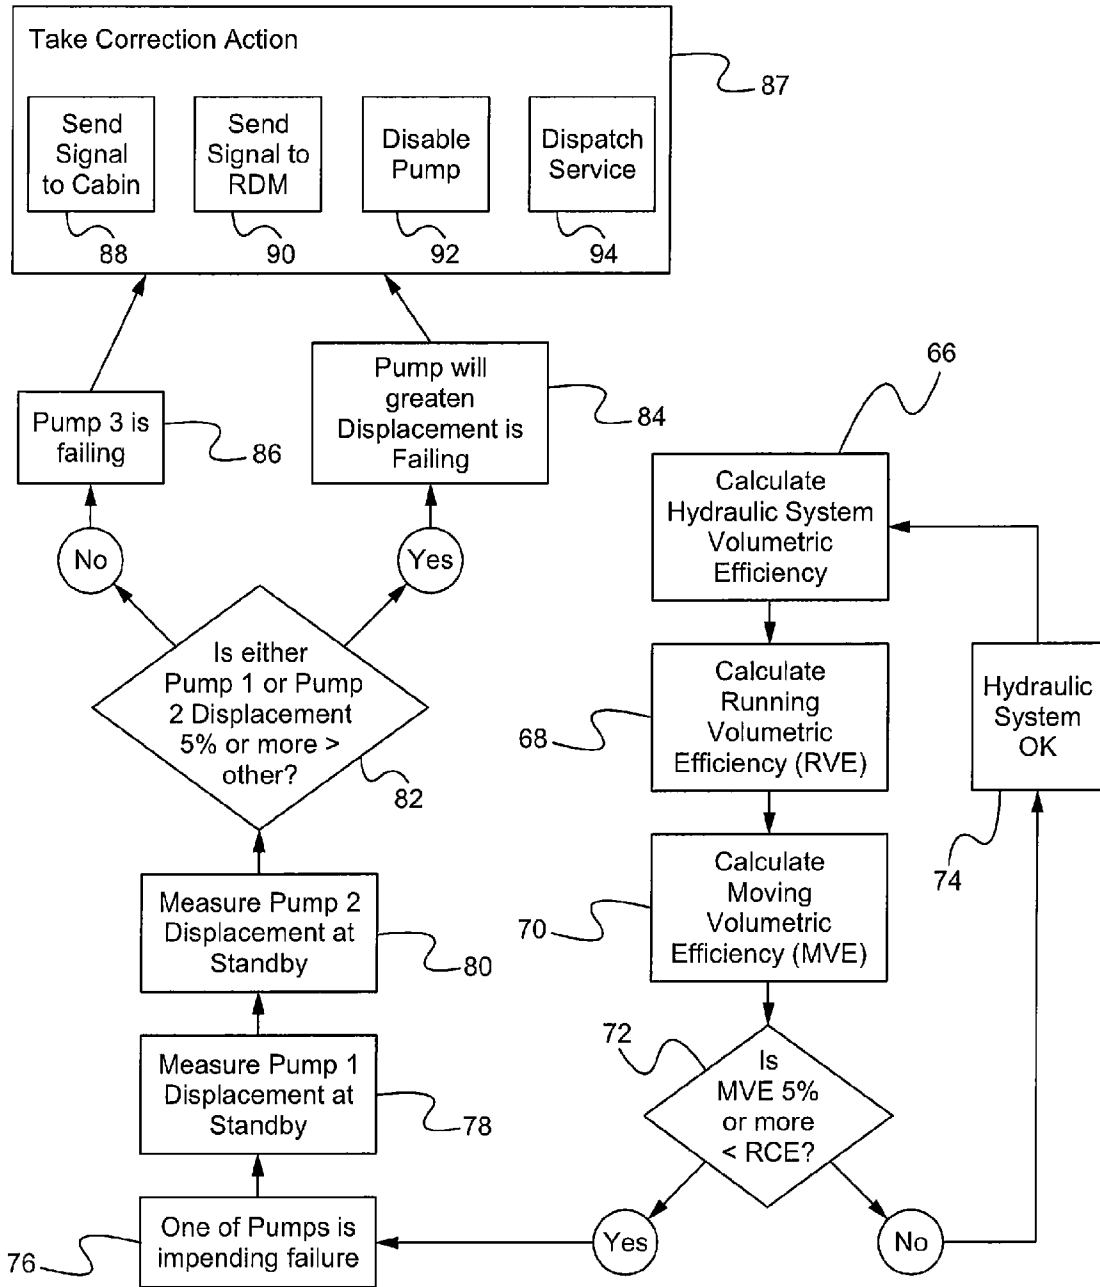 Take Correction Action
87
Send
Signal
to Cabin
88
Send
Signal to
RDM
90
Disable
Pump
92
Dispatch
Service
94
Pump 3 is
failing
86
Pump will
greaten
Displacement is
Failing
84
No
Yes
Is either
Pump 1 or Pump
2 Displacement
5% or more >
other?
82
Measure Pump 2
Displacement at
Standby
80
Measure Pump 1
Displacement at
Standby
78
One of Pumps is
impending failure
76
66
Calculate
Hydraulic System
Volumetric
Efficiency
Calculate
Running
Volumetric
Efficiency (RVE)
68
Calculate
Moving
Volumetric
Efficiency (MVE)
70
Hydraulic
System
OK
74
72
Is
MVE 5%
or more
< RCE?
Yes
No